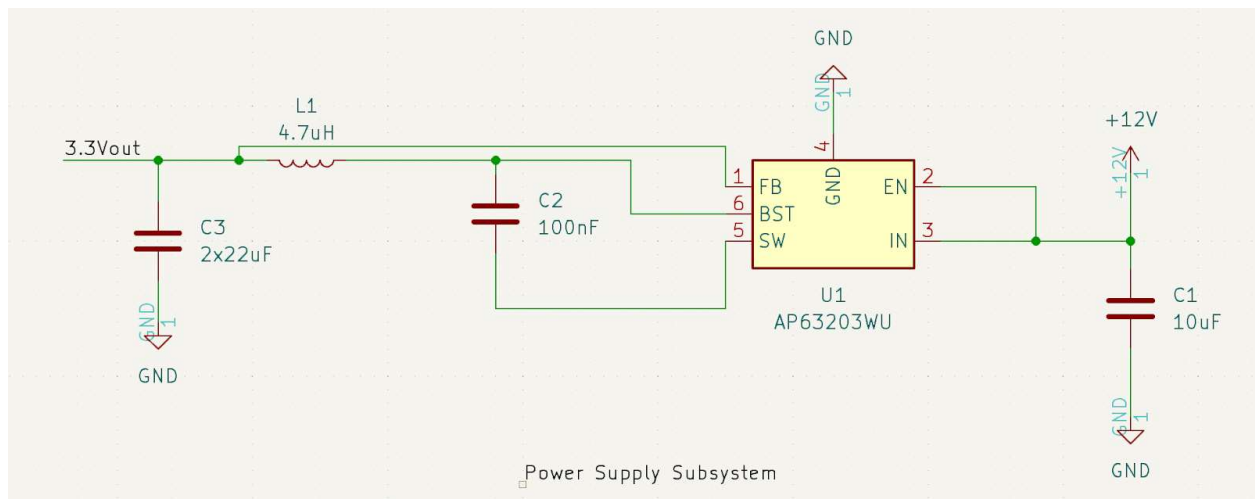 GND
GND
1
L1
4.7uH
+12V
+12V
1
3.3Vout
4
1
FB
GND
EN
2
6
BST
5
SW
IN
3
C2
100nF
C3
2x22uF
U1
AP63203WU
C1
10uF
GND
1
GND
GND
1
GND
Power Supply Subsystem